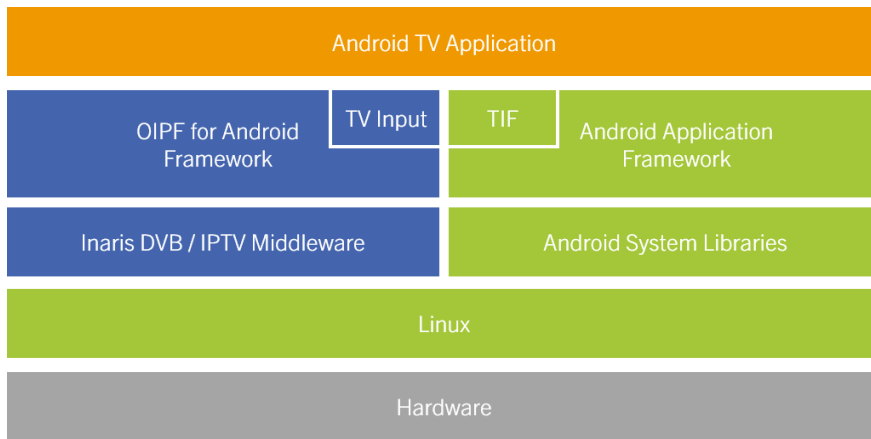 Android TV Application
OIPF for Android
Framework
TV Input
TIF
Android Application
Framework
Inaris DVB / IPTV Middleware
Android System Libraries
Linux
Hardware